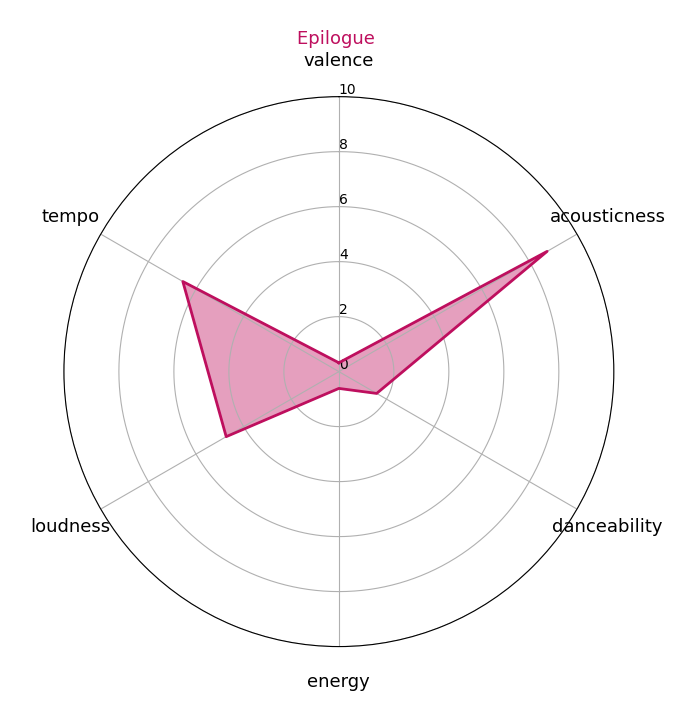 Epilogue
valence
10
8
tempo
acousticness
6
4
2
0
loudness
danceability
energy